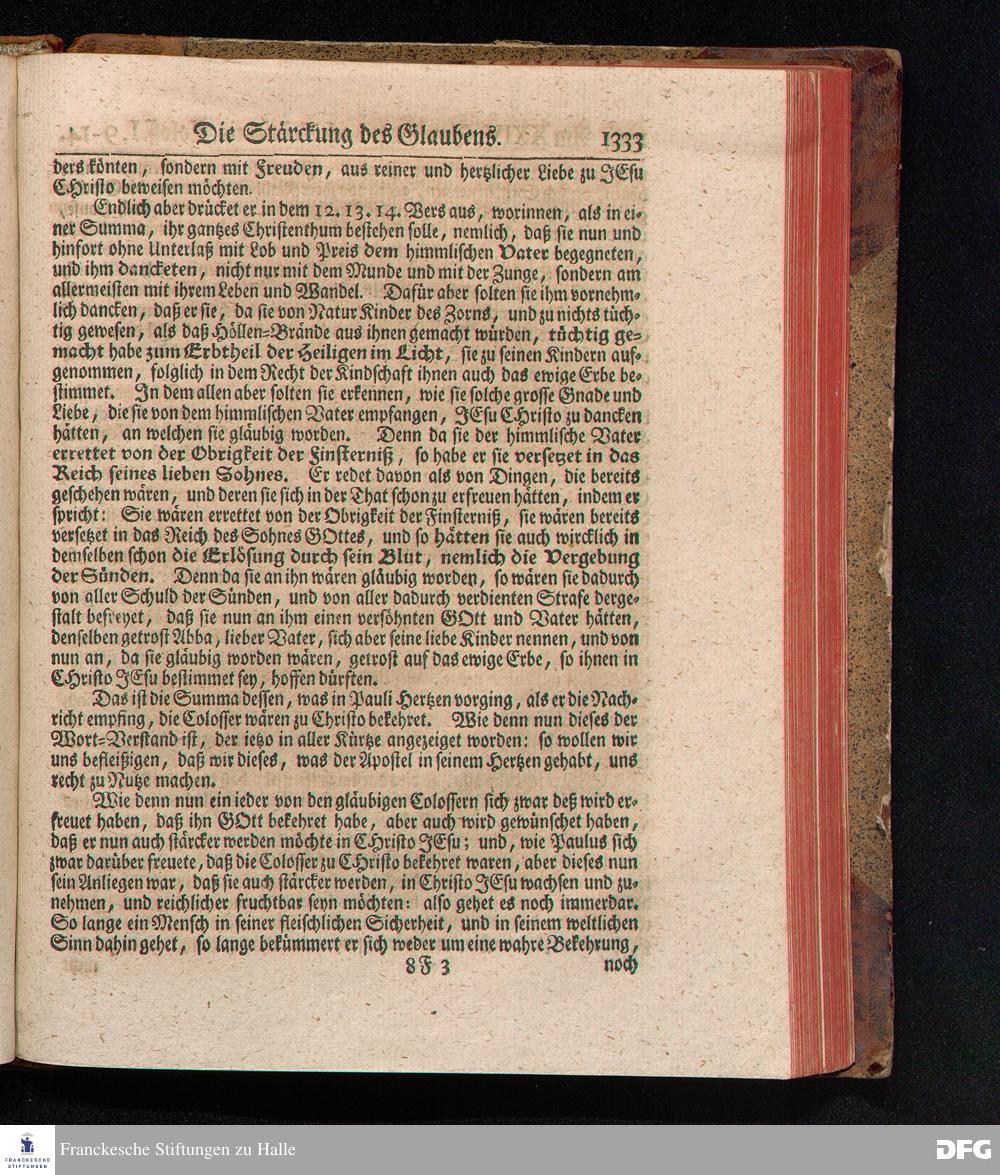 Die Stärckung des Glaubens. 1333
ders könten, sondern mit Freuden, aus reiner und hertzlicher Liebe zu JEsu
CHristo beweisen möchten.
Endlich aber drücket er in dem 12. 13. 14. Vers aus, worinnen, als in ei-
ner Summa, ihr gantzes Christenthum bestehen solle, nemlich, daß sie nun und
hinfort ohne Unterlaß mit Lob und Preis dem himmlischen Vater begegneten,
und ihm dancketen, nicht nur mit dem Munde und mit der Zunge, sondern am
allermeisten mit ihrem Leben und Wandel. Dafür aber solten sie ihm vornehm-
lich dancken, daß er sie, da sie von Natur Kinder des Zorns, und zu nichts tüch-
tig gewesen, als daß Höllen-Brände aus ihnen gemacht würden, tüchtig ge-
macht habe zum Erbtheil der Heiligen im Licht, sie zu seinen Kindern auf-
genommen, folglich in dem Recht der Kindschaft ihnen auch das ewige Erbe be-
stimmet. In dem allen aber solten sie erkennen, wie sie solche grosse Gnade und
Liebe, die sie von dem himmlischen Vater empfangen, JEsu CHristo zu dancken
hätten, an welchen sie gläubig worden. Denn da sie der himmlische Vater
errettet von der Obrigkeit der Finsterniß, so habe er sie versetzet in das
Reich seines lieben Sohnes. Er redet davon als von Dingen, die bereits
geschehen wären, und deren sie sich in der That schon zu erfreuen hätten, indem er
spricht: Sie wären errettet von der Obrigkeit der Finsterniß, sie wären bereits
versetzet in das Reich des Sohnes GOttes, und so hätten sie auch wircklich in
demselben schon die Erlösung durch sein Blut, nemlich die Vergebung
der Sünden. Denn da sie an ihn wären gläubig worden, so wären sie dadurch
von aller Schuld der Sünden, und von aller dadurch verdienten Strafe derge-
stalt befreyet, daß sie nun an ihm einen versöhnten GOtt und Vater hätten,
denselben getrost Abba, lieber Vater, sich aber seine liebe Kinder nennen, und von
nun an, da sie gläubig worden wären, getrost auf das ewige Erbe, so ihnen in
CHristo JEsu bestimmet sey, hoffen dürften.
Das ist die Summa dessen, was in Pauli Hertzen vorging, als er die Nach-
richt empfing, die Colosser wären zu Christo bekehret. Wie denn nun dieses der
Wort-Verstand ist, der ietzo in aller Kürtze angezeiget worden: so wollen wir
uns befleißigen, daß wir dieses, was der Apostel in seinem Hertzen gehabt, uns
recht zu Nutze machen.
Wie denn nun ein ieder von den gläubigen Colossern sich zwar deß wird er-
freuet haben, daß ihn GOtt bekehret habe, aber auch wird gewünschet haben,
daß er nun auch stärcker werden möchte in CHristo JEsu; und, wie Paulus sich
zwar darüber freuete, daß die Colosser zu CHristo bekehret waren, aber dieses nun
sein Anliegen war, daß sie auch stärcker werden, in Christo JEsu wachsen und zu-
nehmen, und reichlicher fruchtbar seyn möchten: also gehet es noch immerdar.
So lange ein Mensch in seiner fleischlichen Sicherheit, und in seinem weltlichen
Sinn dahin gehet, so lange bekümmert er sich weder um eine wahre Bekehrung,
8 F 3 noch
FRANCKESCHE
STIFTUNGEN
Franckesche Stiftungen zu Halle
DFG